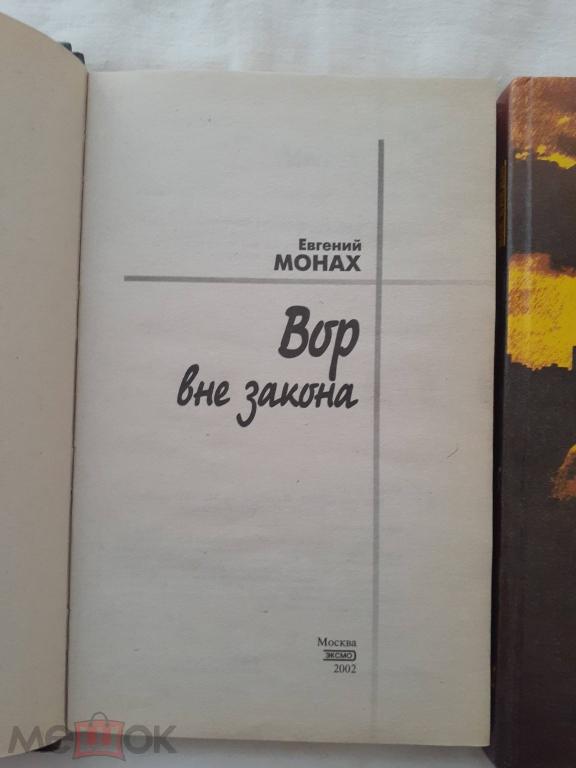 Евгений
МОНАХ
Вор
вне закона
Москва
ЭКСМО
2002
мешок